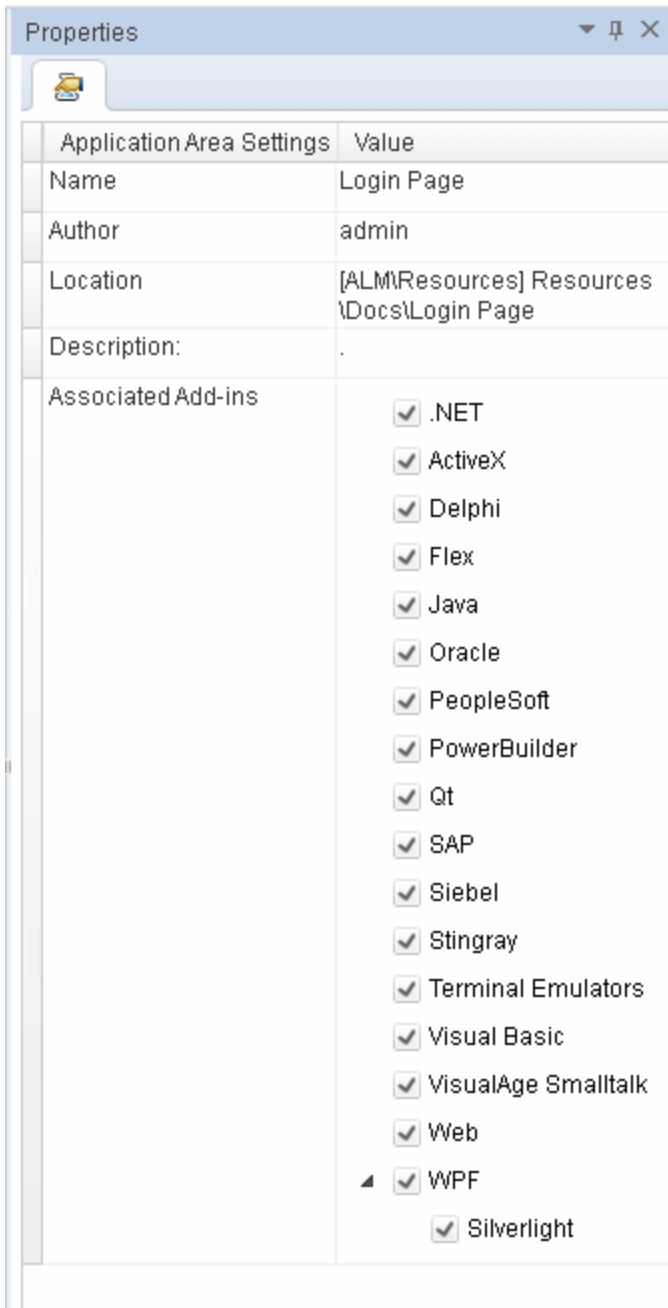 Properties
Application Area Settings Value
Name Login Page
Author admin
Location [ALM\Resources] Resources
\Docs\Login Page
Description: .
Associated Add-ins
.NET
ActiveX
Delphi
Flex
Java
Oracle
PeopleSoft
PowerBuilder
Qt
SAP
Siebel
Stingray
Terminal Emulators
Visual Basic
VisualAge Smalltalk
Web
WPF
Silverlight